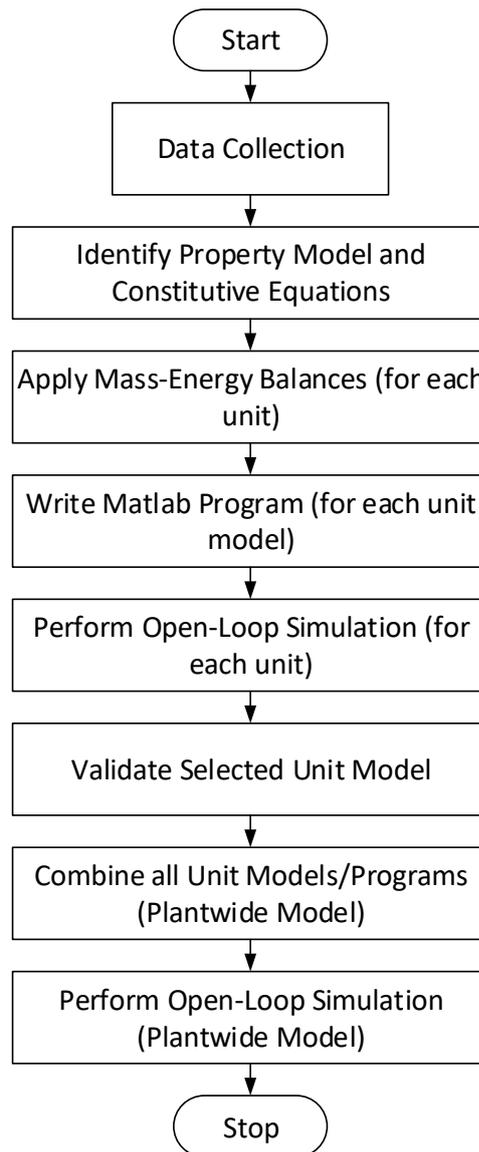 Start
Data Collection
Identify Property Model and
Constitutive Equations
Apply Mass-Energy Balances (for each
unit)
Write Matlab Program (for each unit
model)
Perform Open-Loop Simulation (for
each unit)
Validate Selected Unit Model
Combine all Unit Models/Programs
(Plantwide Model)
Perform Open-Loop Simulation
(Plantwide Model)
Stop